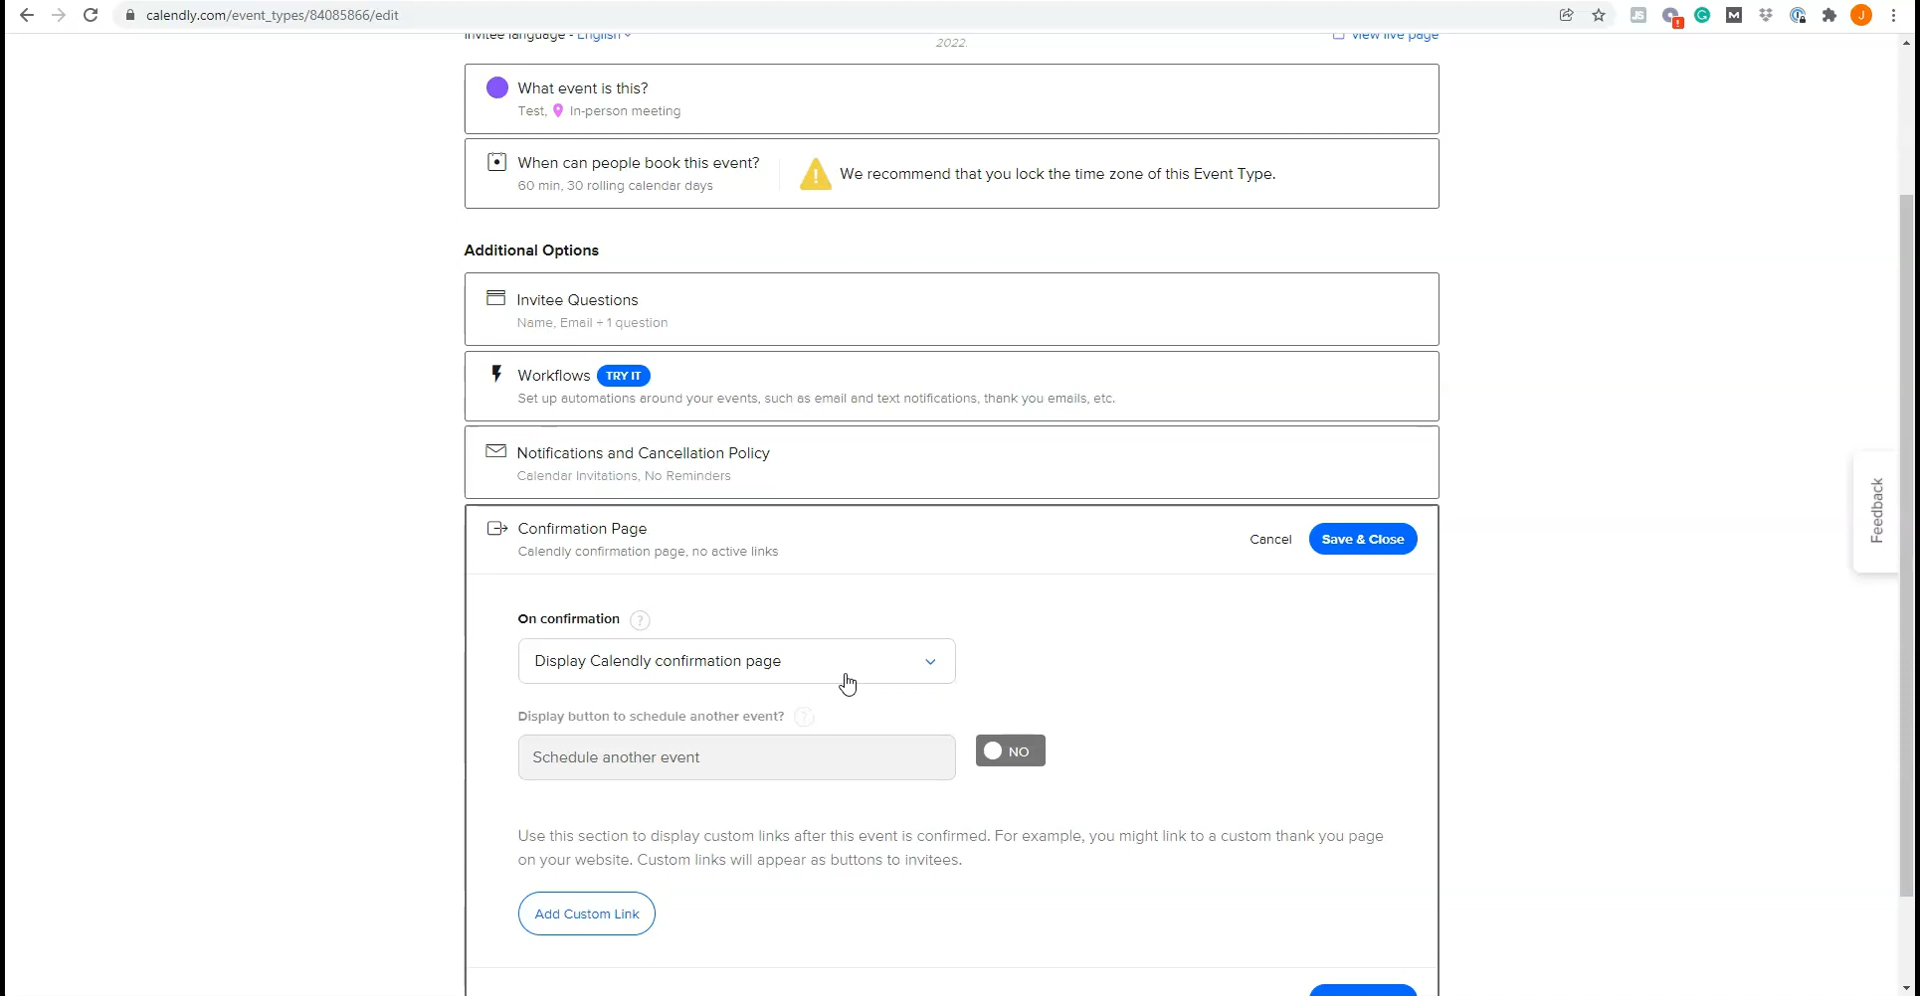 calendly.com/event_types/84085866/edit
Invitee language - English
2022.
View live page
What event is this?
Test, In-person meeting
When can people book this event?
60 min, 30 rolling calendar days
We recommend that you lock the time zone of this Event Type.
Additional Options
Invitee Questions
Name, Email + 1 question
Workflows TRY IT
Set up automations around your events, such as email and text notifications, thank you emails, etc.
Notifications and Cancellation Policy
Calendar Invitations, No Reminders
Confirmation Page
Calendly confirmation page, no active links
Cancel
Save & Close
On confirmation ?
Display Calendly confirmation page
Display button to schedule another event? ?
Schedule another event
NO
Use this section to display custom links after this event is confirmed. For example, you might link to a custom thank you page
on your website. Custom links will appear as buttons to invitees.
Add Custom Link
Feedback